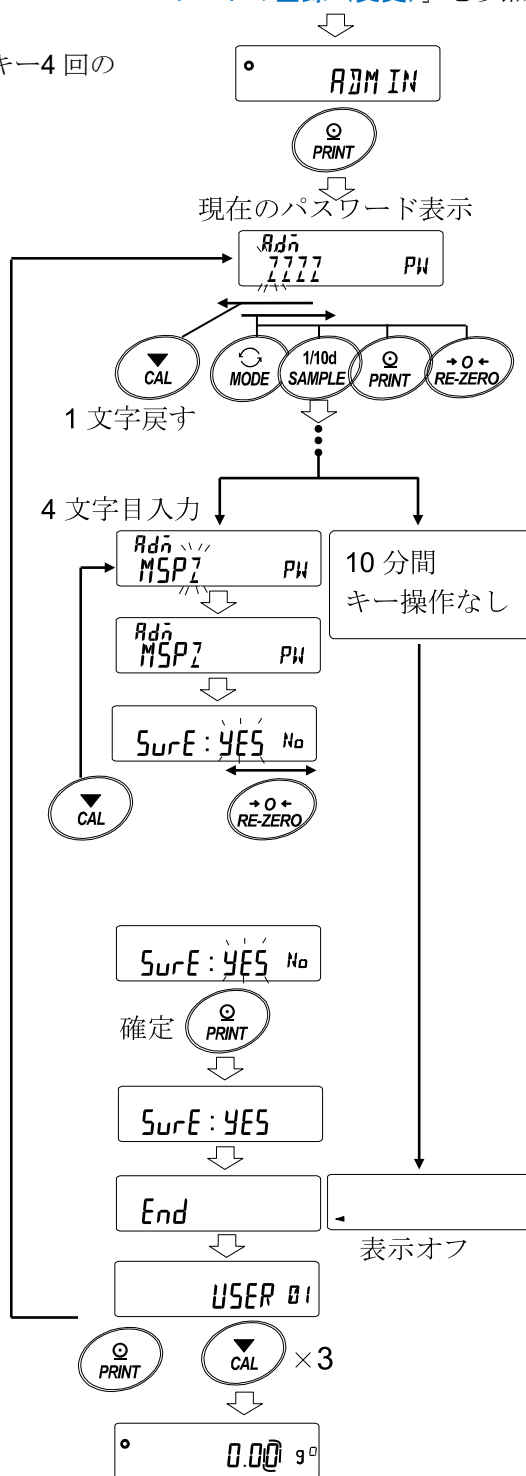 キー4 回の
ADMIN
PRINT
現在のパスワード表示
Adm
ZZZZ PW
CAL
MODE
1/10d
SAMPLE
PRINT
→0←
RE-ZERO
1 文字戻す
4 文字目入力
Adm
MSPZ PW
10 分間
キー操作なし
Adm
MSPZ PW
SurE : YES No
CAL
→0←
RE-ZERO
SurE : YES No
確定
PRINT
SurE : YES
End
表示オフ
USER 01
PRINT
CAL
×3
0.00 g